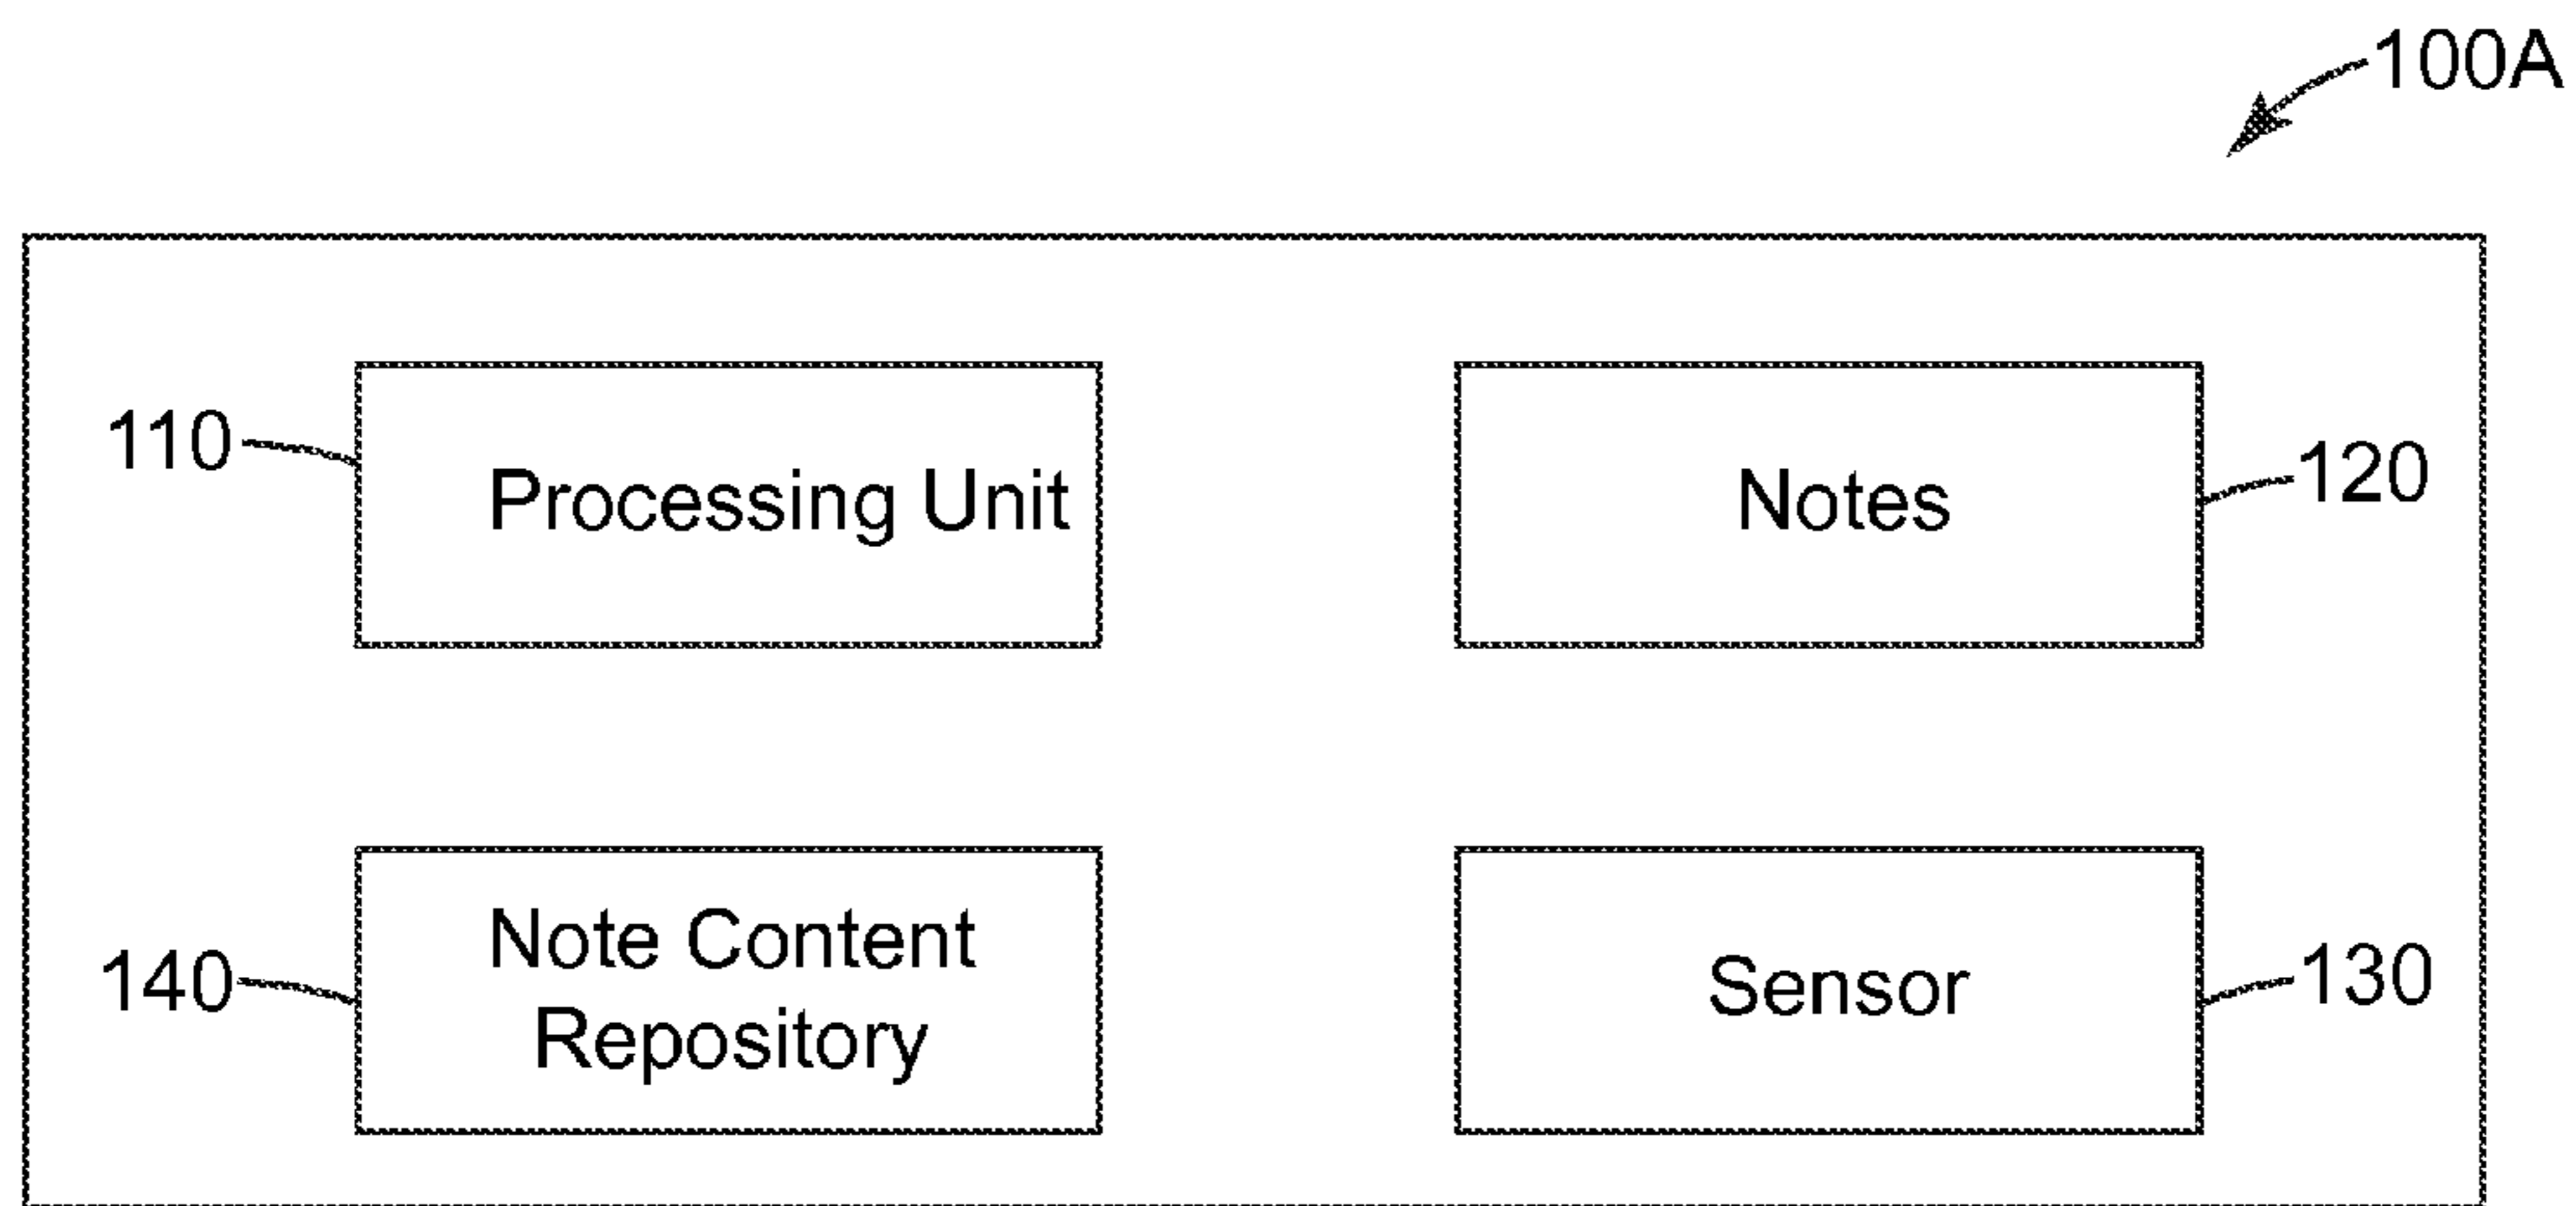 100A
110
Processing Unit
Notes
120
140
Note Content
Repository
Sensor
130